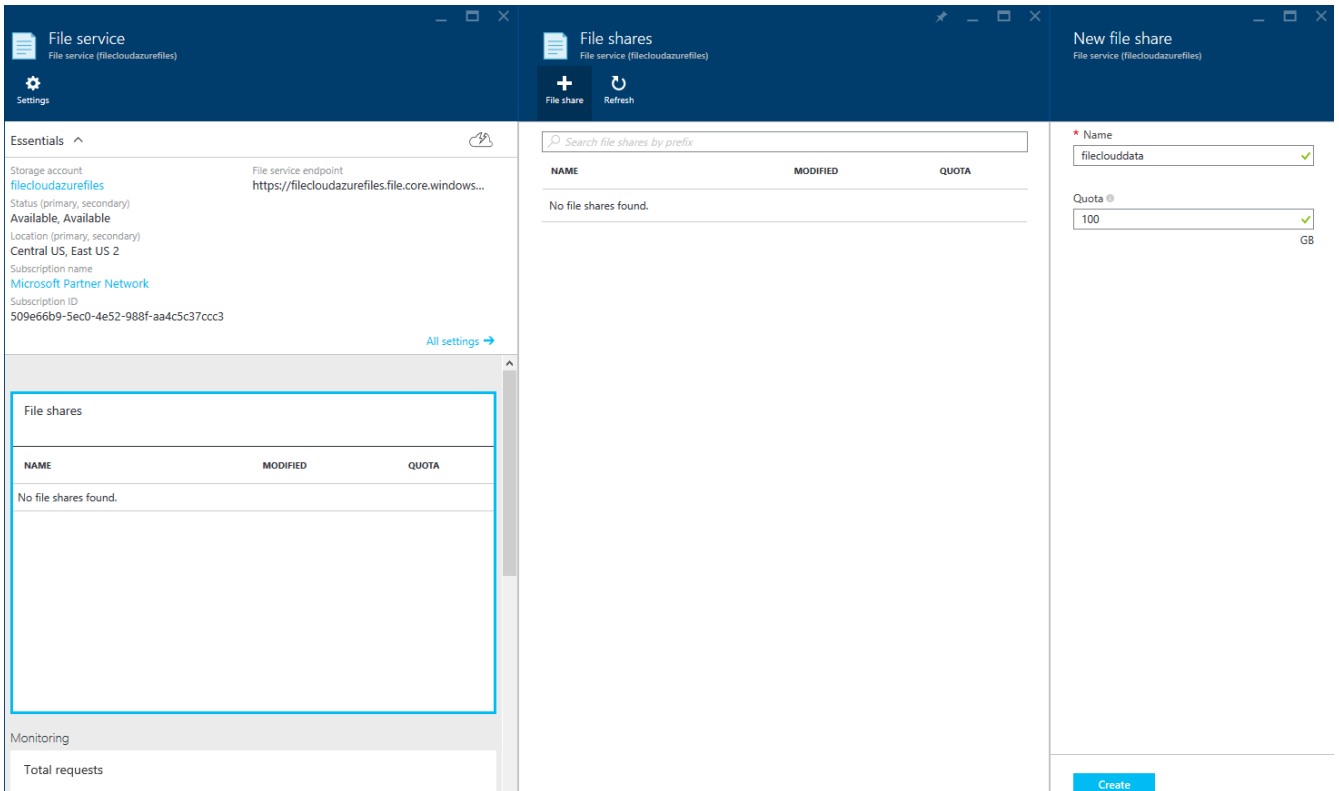 File service
File service (filecloudazurefiles)
Settings
Essentials
Storage account
filecloudazurefiles
Status (primary, secondary)
Available, Available
Location (primary, secondary)
Central US, East US 2
Subscription name
Microsoft Partner Network
Subscription ID
509e66b9-5ec0-4e52-988f-aa4c5c37ccc3
File service endpoint
https://filecloudazurefiles.file.core.windows...
All settings
File shares
NAME MODIFIED QUOTA
No file shares found.
Monitoring
Total requests
File shares
File service (filecloudazurefiles)
File share Refresh
Search file shares by prefix
NAME MODIFIED QUOTA
No file shares found.
New file share
File service (filecloudazurefiles)
* Name
fileclouddata
Quota
100
GB
Create